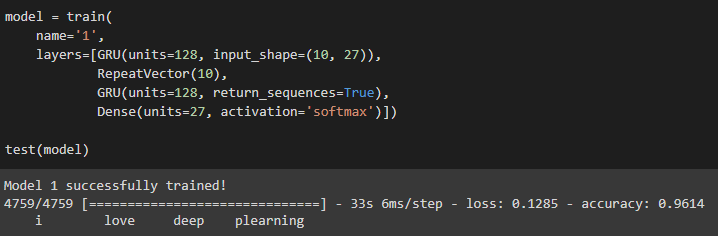 model = train(
    name='1',
    layers=[GRU(units=128, input_shape=(10, 27)),
            RepeatVector(10),
            GRU(units=128, return_sequences=True),
            Dense(units=27, activation='softmax')])
test(model)
Model 1 successfully trained!
4759/4759 [==============================] - 33s 6ms/step - loss: 0.1285 - accuracy: 0.9614
    i        love     deep    plearning